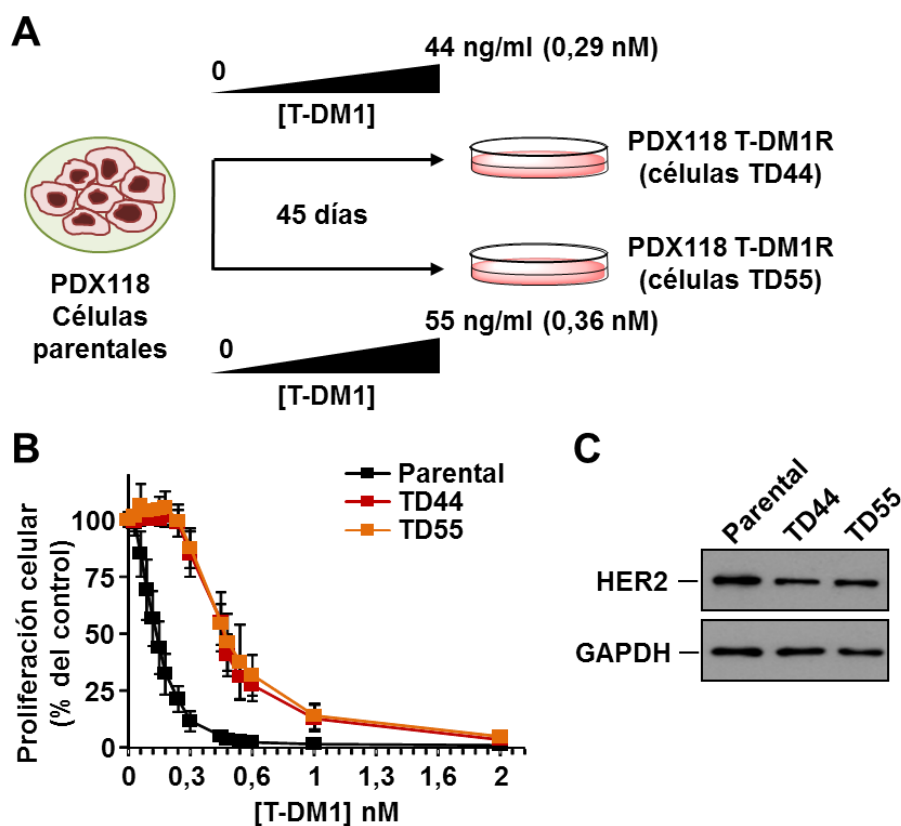 A
44 ng/ml (0,29 nM)
0
[T-DM1]
PDX118 T-DM1R
(células TD44)
45 días
PDX118 T-DM1R
(células TD55)
PDX118
Células
parentales
55 ng/ml (0,36 nM)
0
[T-DM1]
B
Parental
TD44
TD55
Proliferación celular
(% del control)
100
75
50
25
0
0 0,3 0,6 1 1,3 1,6 2
[T-DM1] nM
C
Parental TD44 TD55
HER2
GAPDH